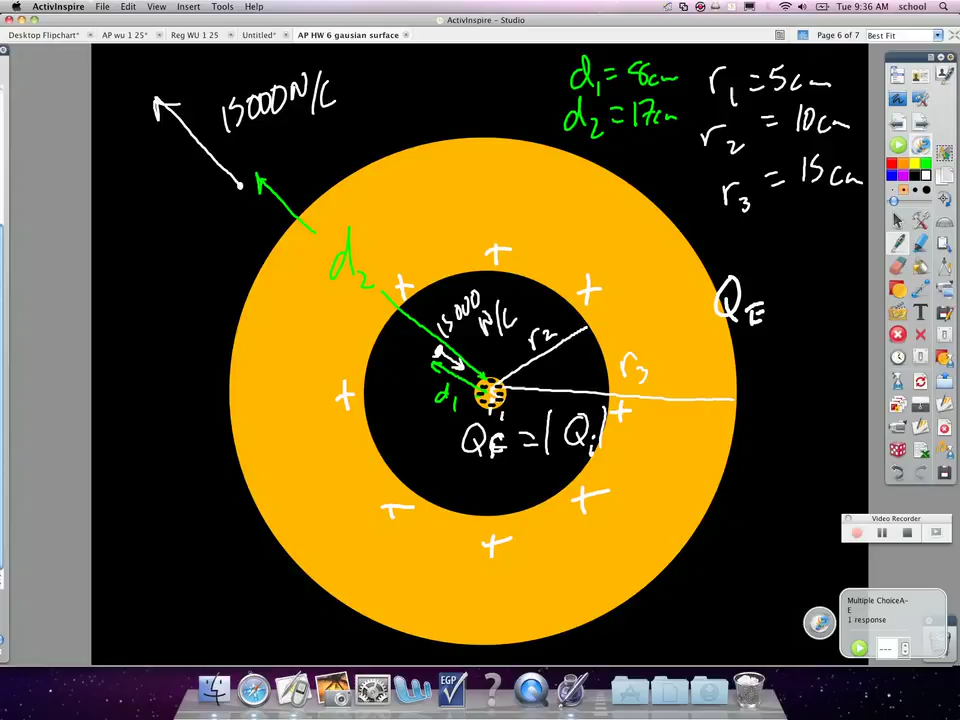 ActivInspire File Edit View Insert Tools Help
Tue 9:36 AM school
ActivInspire - Studio
Desktop Flipchart*
AP wu 1 25*
Reg WU 1 25
Untitled*
AP HW 6 gausian surface
Page 6 of 7
Best Fit
15000 N/C
d1 = 8cm
d2 = 17cm
r1 = 5cm
r2 = 10cm
r3 = 15cm
d2
+ + +
15000
N/C
r2
QE
r3
d1
r1
+ +
QE = |Qi|
+
+
Video Recorder
Multiple ChoiceA-
E
1 response
---
EGP